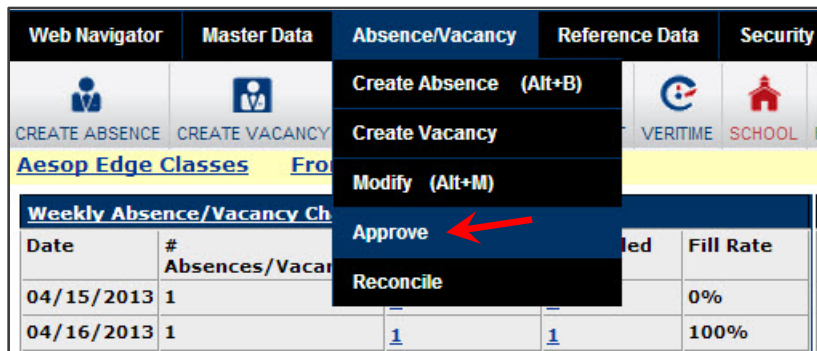 Web Navigator Master Data Absence/Vacancy Reference Data Security
Create Absence (Alt+B)
CREATE ABSENCE CREATE VACANCY VERITIME SCHOOL
Create Vacancy
Aesop Edge Classes
Modify (Alt+M)
Weekly Absence/Vacancy
Approve
Date # Fill Rate
Reconcile
04/15/2013 1 0%
04/16/2013 1 1 1 100%